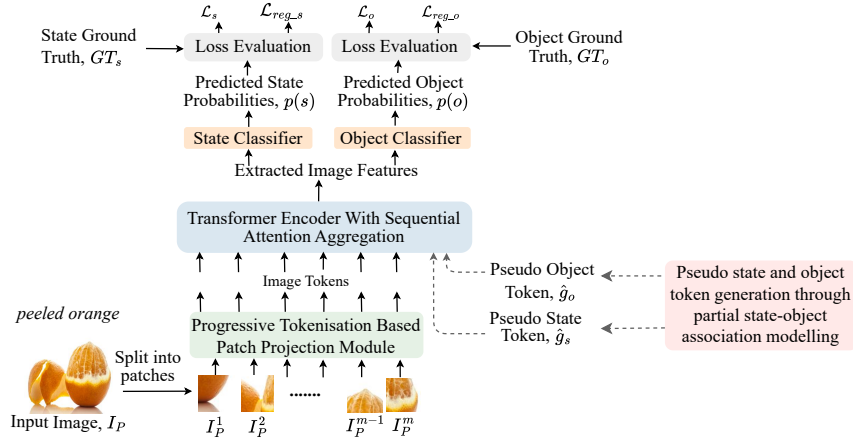 ℒ_s
ℒ_{reg_s}
ℒ_o
ℒ_{reg_o}
State Ground
Truth, GT_s
Loss Evaluation
Loss Evaluation
Object Ground
Truth, GT_o
Predicted State
Probabilities, p(s)
Predicted Object
Probabilities, p(o)
State Classifier
Object Classifier
Extracted Image Features
Transformer Encoder With Sequential
Attention Aggregation
Image Tokens
Pseudo Object
Token, ĝ_o
Pseudo State
Token, ĝ_s
Pseudo state and object
token generation through
partial state-object
association modelling
peeled orange
Progressive Tokenisation Based
Patch Projection Module
Split into
patches
.......
Input Image, I_P
I_P^1
I_P^2
I_P^{m-1}
I_P^m